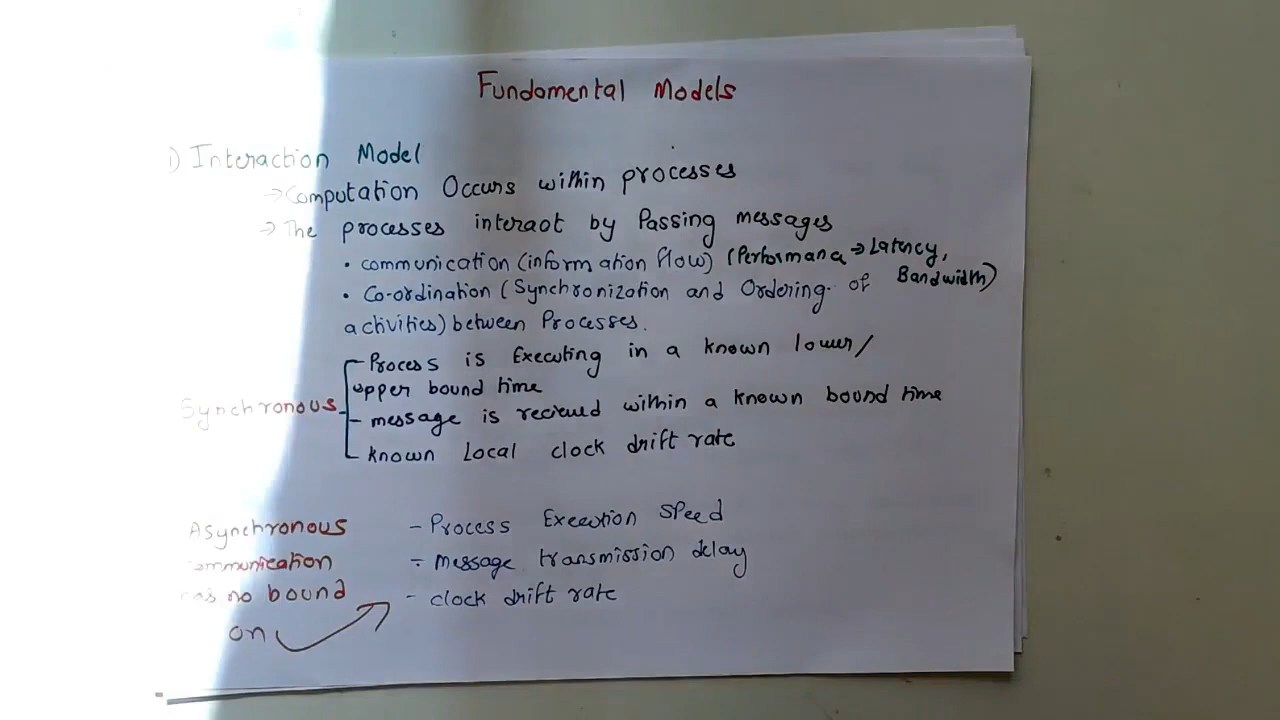 Fundamental Models
1) Interaction Model
→ Computation Occurs within processes
→ The processes interact by Passing messages
• communication (information flow) (Performance → Latency,
• Co-ordination (Synchronization and Ordering of Bandwidth)
activities) between Processes.
Synchronous
- Process is Executing in a known lower/
upper bound time
- message is recieved within a known bound time
- known Local clock drift rate
Asynchronous
communication
has no bound
on
- Process Execution Speed
- Message transmission delay
- clock drift rate